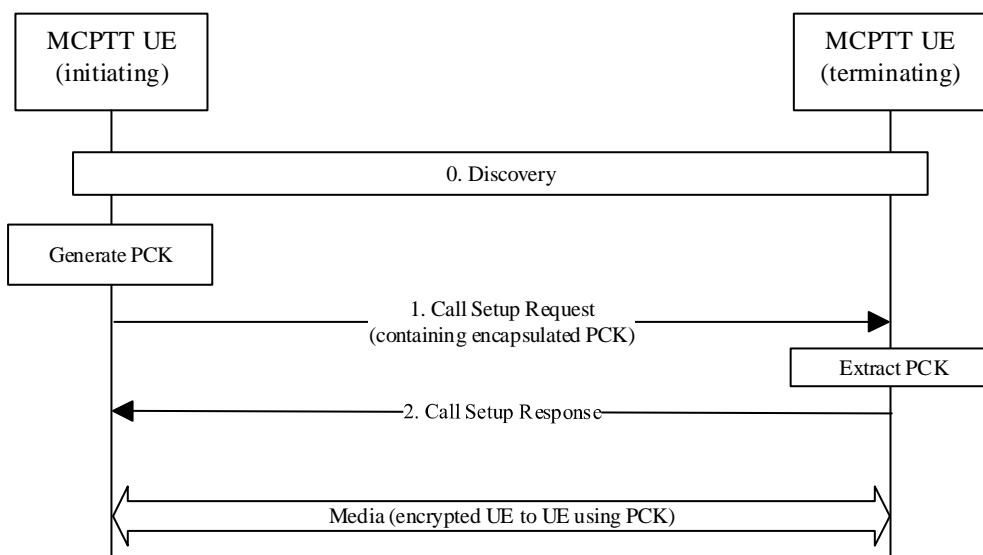 MCPTT UE
(initiating)
MCPTT UE
(terminating)
0. Discovery
Generate PCK
1. Call Setup Request
(containing encapsulated PCK)
Extract PCK
2. Call Setup Response
Media (encrypted UE to UE using PCK)